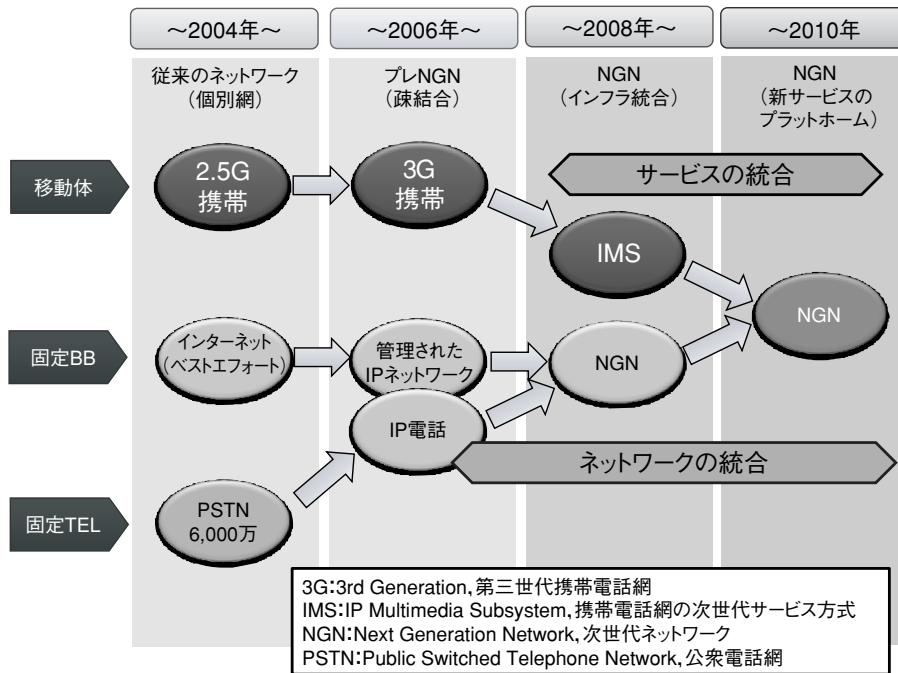 ～2004年～
～2006年～
～2008年～
～2010年
従来のネットワーク
（個別網）
プレNGN
（疎結合）
NGN
（インフラ統合）
NGN
（新サービスの
プラットホーム）
移動体
2.5G
携帯
3G
携帯
サービスの統合
IMS
NGN
固定BB
インターネット
（ベストエフォート）
管理された
IPネットワーク
NGN
IP電話
ネットワークの統合
固定TEL
PSTN
6,000万
3G:3rd Generation,第三世代携帯電話網
IMS:IP Multimedia Subsystem,携帯電話網の次世代サービス方式
NGN:Next Generation Network,次世代ネットワーク
PSTN:Public Switched Telephone Network,公衆電話網